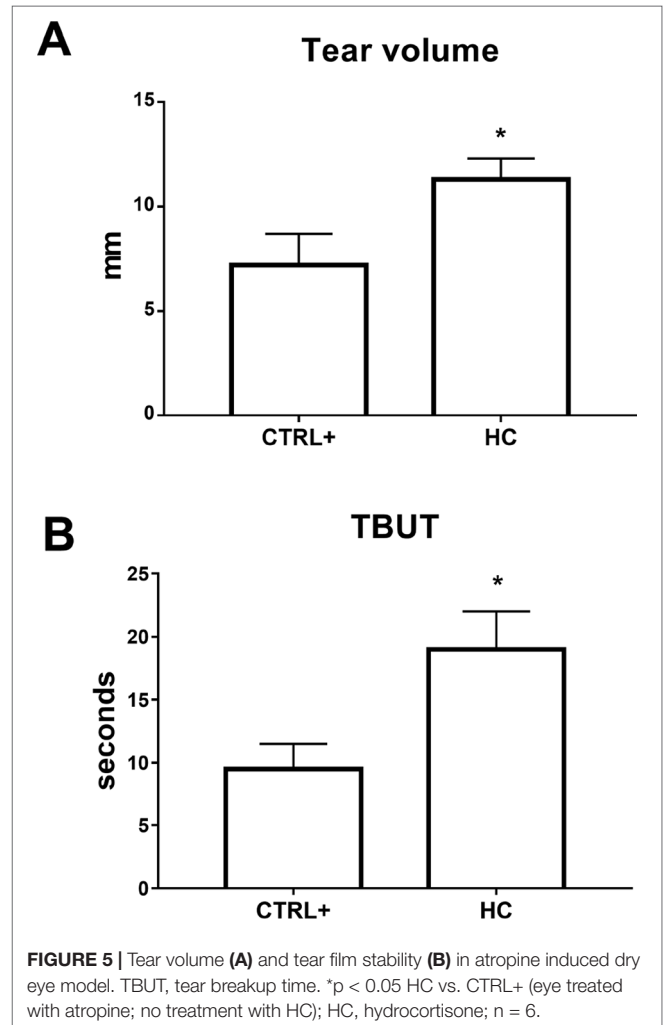 A
Tear volume
15
10
5
0
mm
*
CTRL+ HC
B
TBUT
25
20
15
10
5
0
seconds
*
CTRL+ HC
FIGURE 5 | Tear volume (A) and tear film stability (B) in atropine induced dry
eye model. TBUT, tear breakup time. *p < 0.05 HC vs. CTRL+ (eye treated
with atropine; no treatment with HC); HC, hydrocortisone; n = 6.